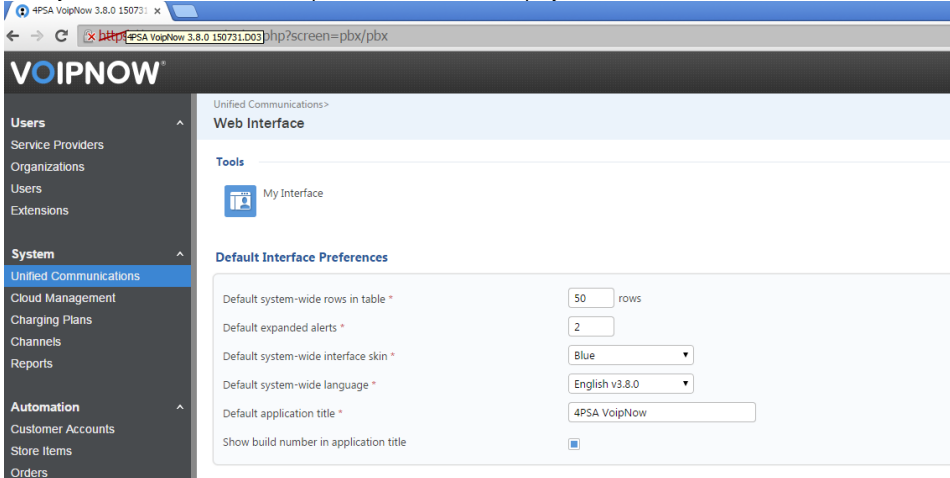 4PSA VoipNow 3.8.0 15073
https 4PSA VoipNow 3.8.0 150731.D03 php?screen=pbx/pbx
VOIPNOW®
Unified Communications>
Web Interface
Users
Service Providers
Organizations
Users
Extensions
System
Unified Communications
Cloud Management
Charging Plans
Channels
Reports
Automation
Customer Accounts
Store Items
Orders
Tools
My Interface
Default Interface Preferences
Default system-wide rows in table * 50 rows
Default expanded alerts * 2
Default system-wide interface skin * Blue
Default system-wide language * English v3.8.0
Default application title * 4PSA VoipNow
Show build number in application title